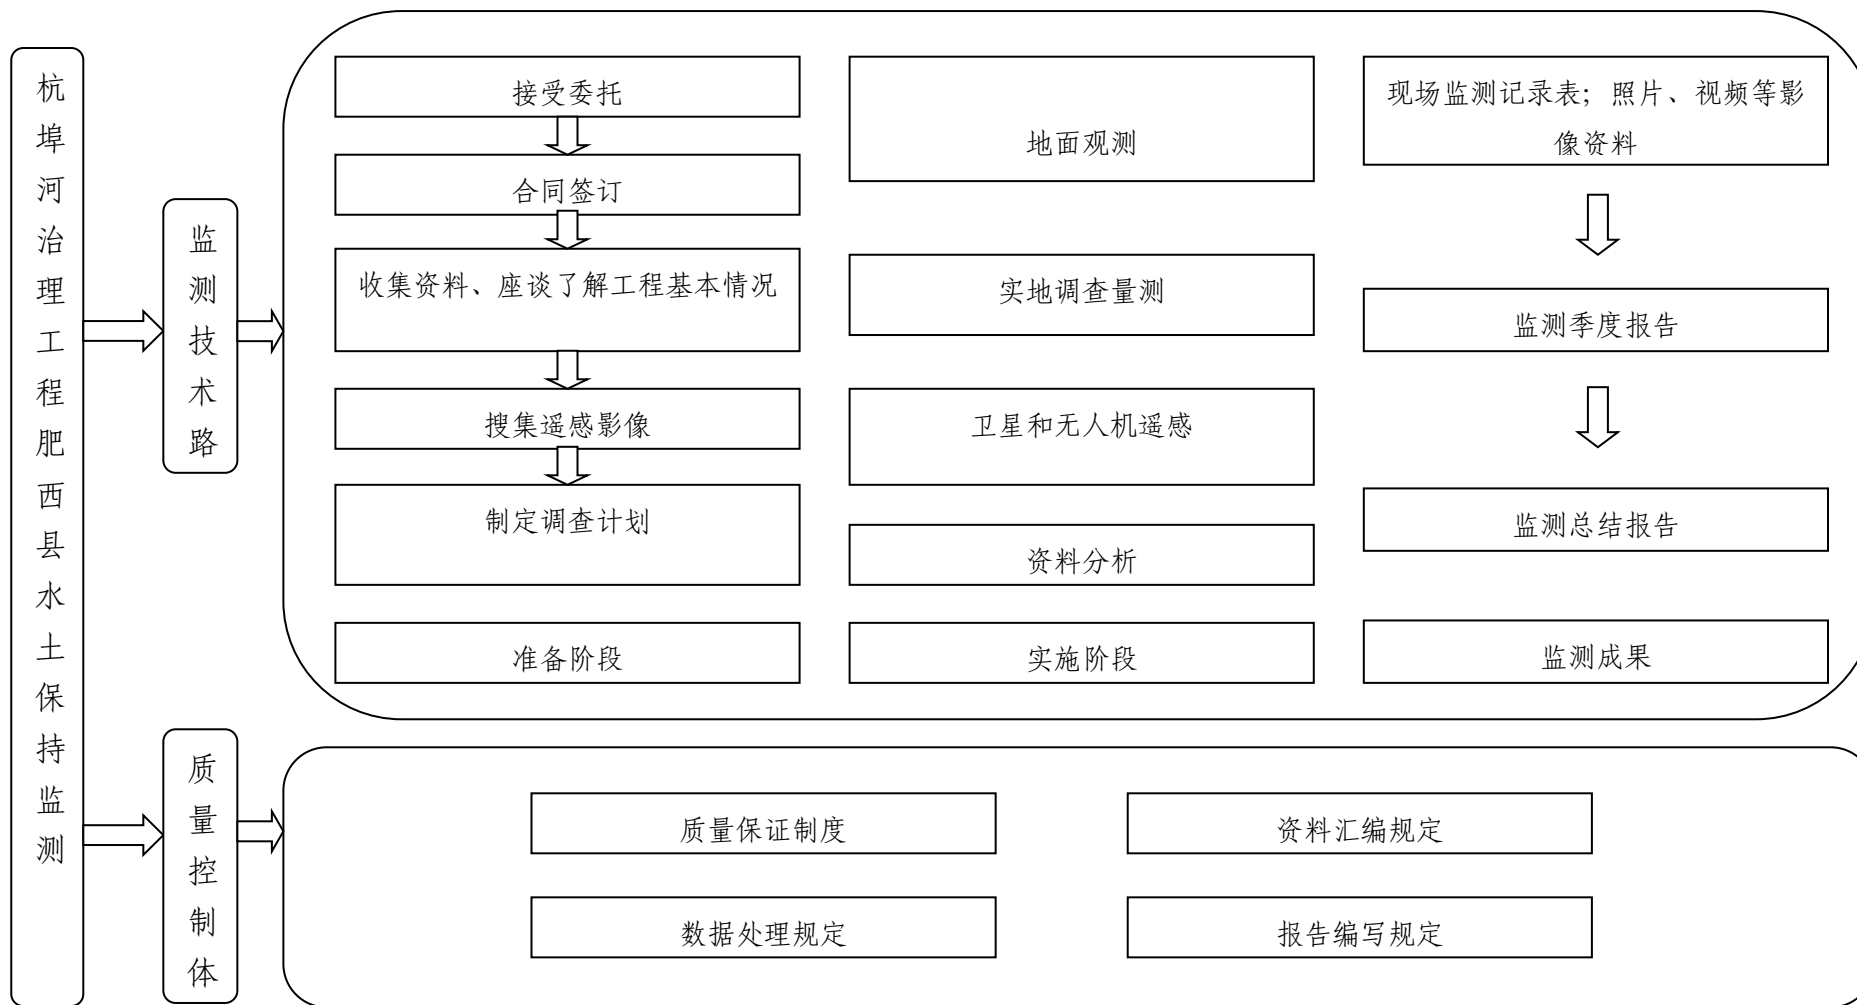 杭埠河治理工程肥西县水土保持监测
监测技术路
接受委托
合同签订
收集资料、座谈了解工程基本情况
搜集遥感影像
制定调查计划
准备阶段
地面观测
实地调查量测
卫星和无人机遥感
资料分析
实施阶段
现场监测记录表；照片、视频等影
像资料
监测季度报告
监测总结报告
监测成果
质量控制体
质量保证制度
资料汇编规定
数据处理规定
报告编写规定